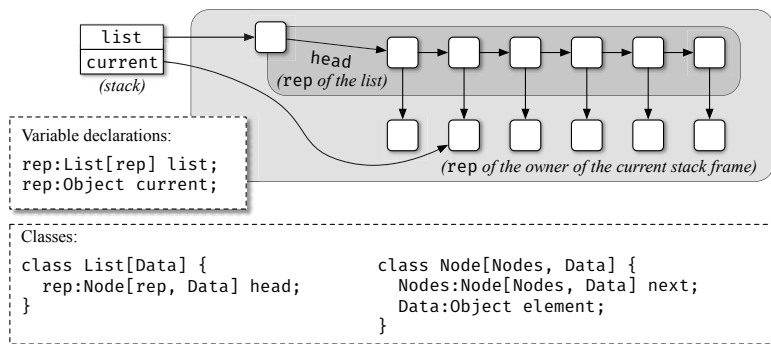 list
current
(stack)
head
(rep of the list)
(rep of the owner of the current stack frame)
Variable declarations:
rep:List[rep] list;
rep:Object current;
Classes:
class List[Data] {
rep:Node[rep, Data] head;
}
class Node[Nodes, Data] {
Nodes:Node[Nodes, Data] next;
Data:Object element;
}